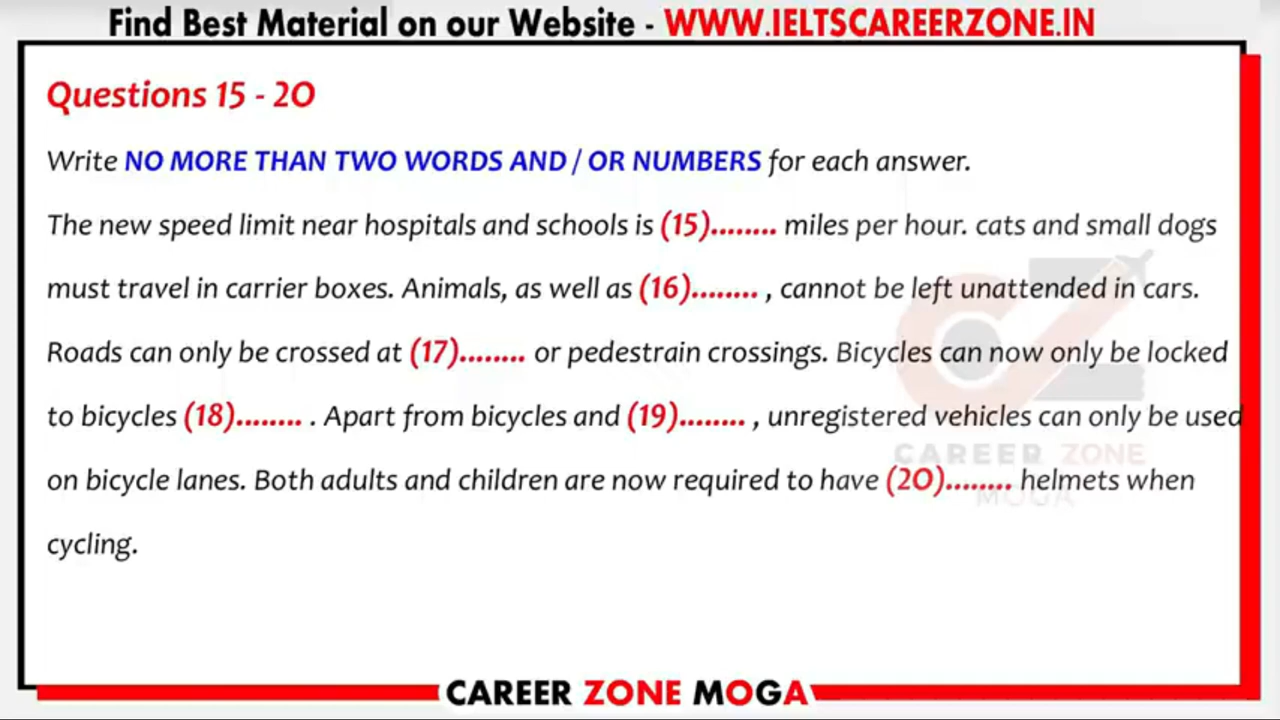 Find Best Material on our Website - WWW.IELTSCAREERZONE.IN
Questions 15 - 20
Write NO MORE THAN TWO WORDS AND / OR NUMBERS for each answer.
The new speed limit near hospitals and schools is (15)........ miles per hour. cats and small dogs
must travel in carrier boxes. Animals, as well as (16)........ , cannot be left unattended in cars.
Roads can only be crossed at (17)........ or pedestrain crossings. Bicycles can now only be locked
to bicycles (18)........ . Apart from bicycles and (19)........ , unregistered vehicles can only be used
CAREER ZONE
on bicycle lanes. Both adults and children are now required to have (20)........ helmets when
MOGA
cycling.
CAREER ZONE MOGA